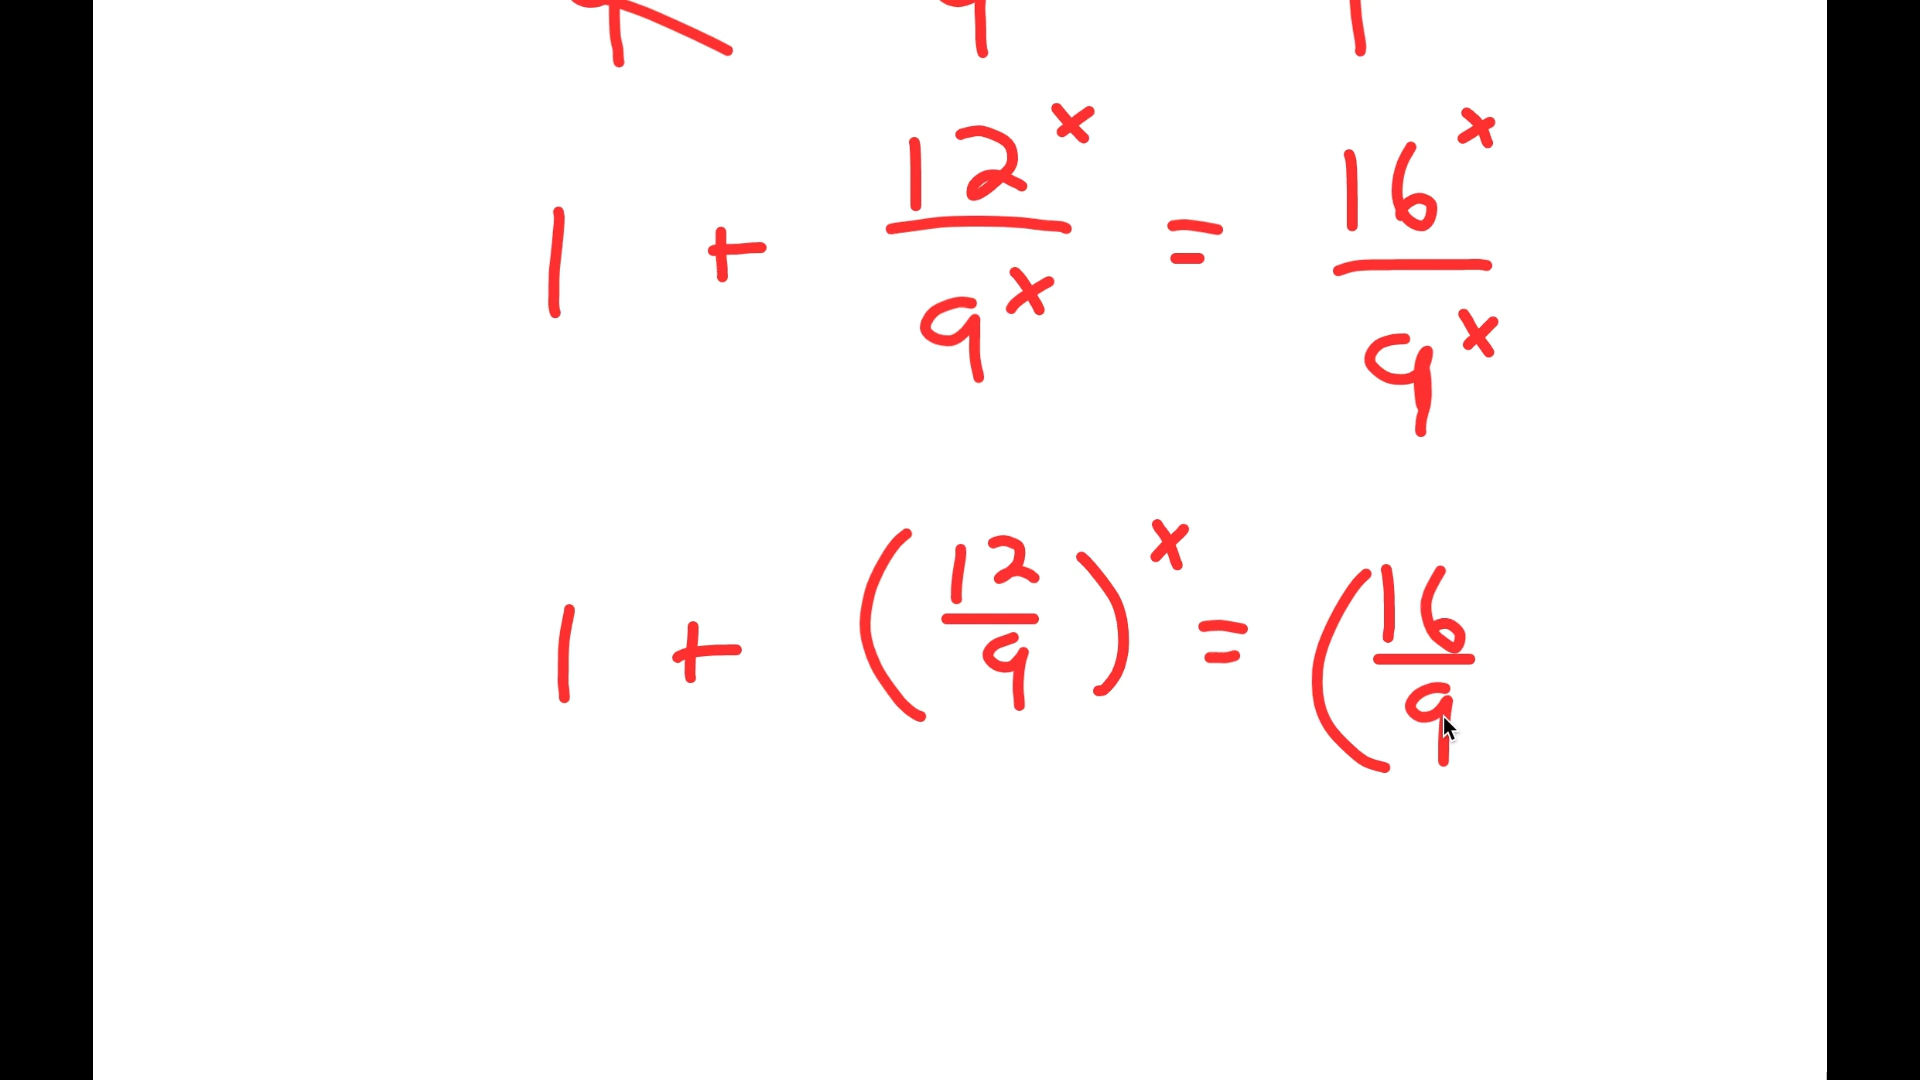 1 + 12^x / 9^x = 16^x / 9^x
1 + (12/9)^x = (16/9